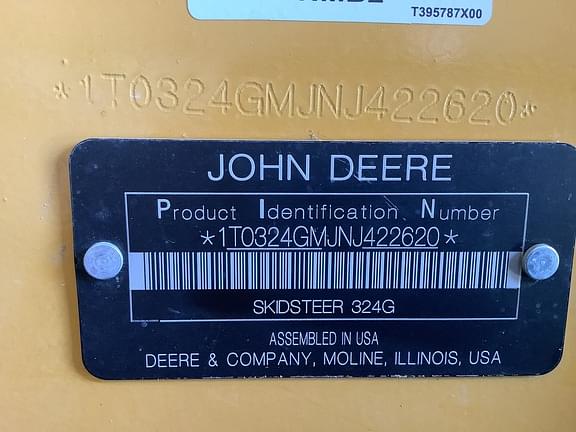 T395787X00
*1T0324GMJNJ422620*
JOHN DEERE
Product Identification Number
*1T0324GMJNJ422620*
SKIDSTEER 324G
ASSEMBLED IN USA
DEERE & COMPANY, MOLINE, ILLINOIS, USA